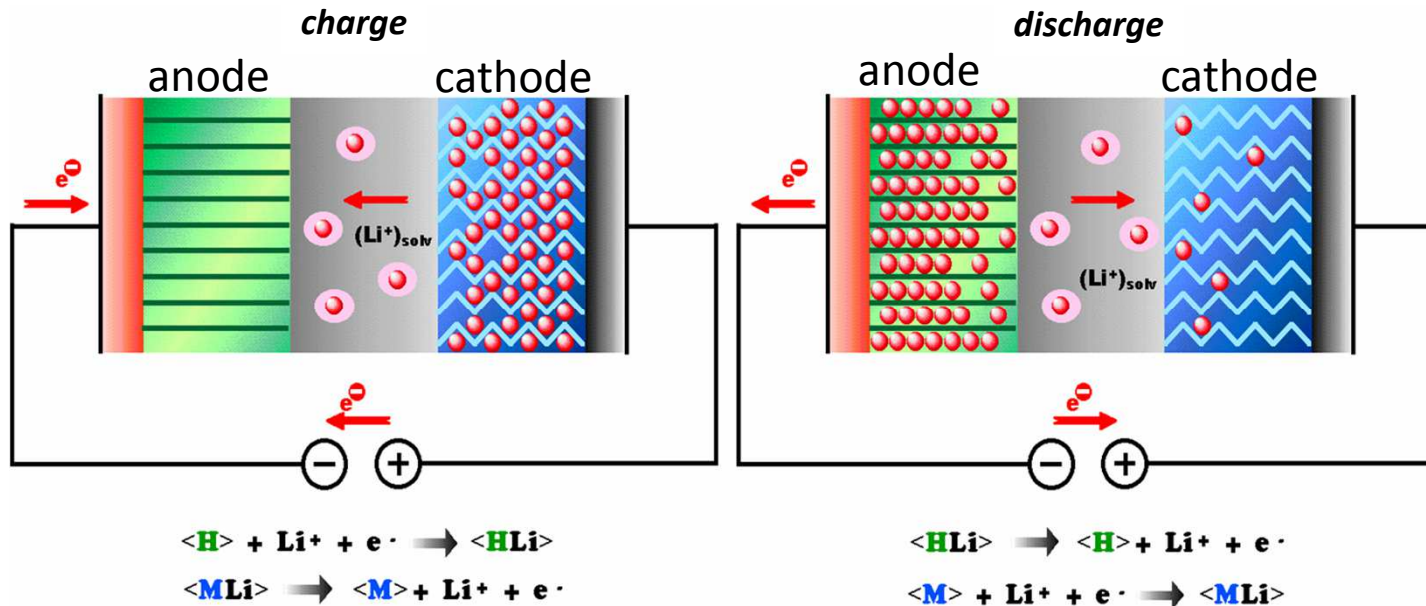 charge
anode
cathode
e⊖
(Li⁺)solv
e⊖
− +
<H> + Li⁺ + e⁻ → <HLi>
<MLi> → <M> + Li⁺ + e⁻
discharge
anode
cathode
e⊖
(Li⁺)solv
e⊖
− +
<HLi> → <H> + Li⁺ + e⁻
<M> + Li⁺ + e⁻ → <MLi>